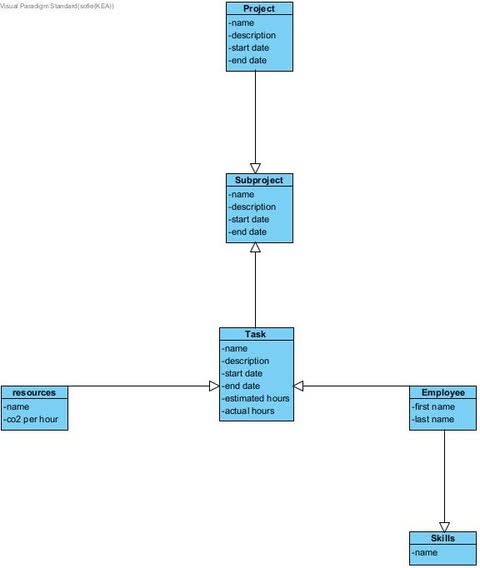 Visual Paradigm Standard(sofie(KEA))
Project
-name
-description
-start date
-end date
Subproject
-name
-description
-start date
-end date
Task
-name
-description
-start date
-end date
-estimated hours
-actual hours
resources
-name
-co2 per hour
Employee
-first name
-last name
Skills
-name